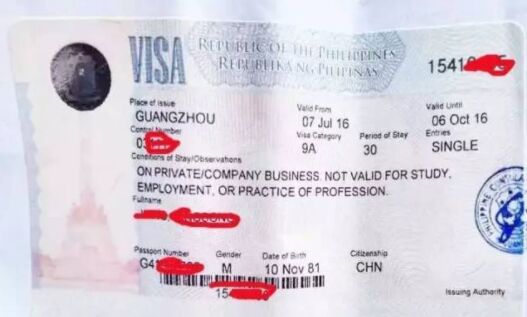 VISA
REPUBLIC OF THE PHILIPPINES
REPUBLIKA NG PILIPINAS
1541
Place of Issue Valid From Valid Until
GUANGZHOU 07 Jul 16 06 Oct 16
Control Number Visa Category Period of Stay Entries
03 9A 30 SINGLE
Conditions of Stay/Observations
ON PRIVATE/COMPANY BUSINESS. NOT VALID FOR STUDY,
EMPLOYMENT, OR PRACTICE OF PROFESSION.
Fullname
Passport Number Gender Date of Birth Citizenship
G41 M 10 Nov 81 CHN
15
Issuing Authority